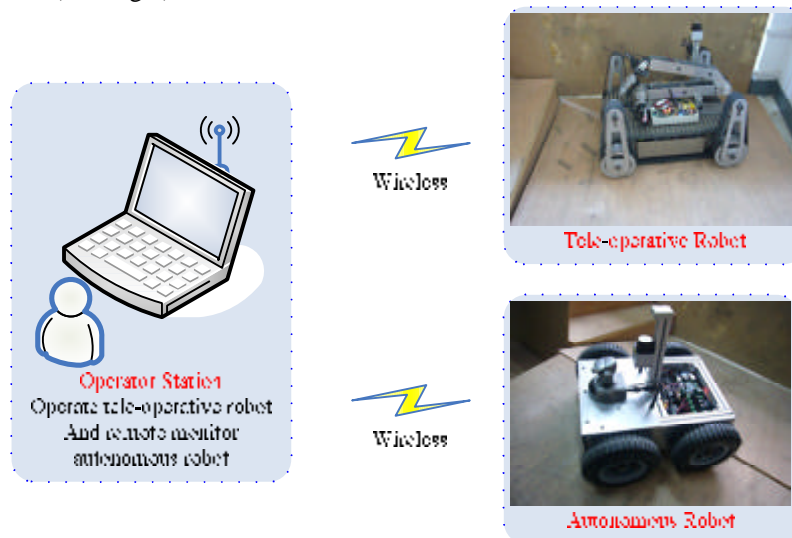 Wireless
Tele-operative Robot
Operator Station
Operate tele-operative robot
And remote monitor
autonomous robot
Wireless
Autonomous Robot